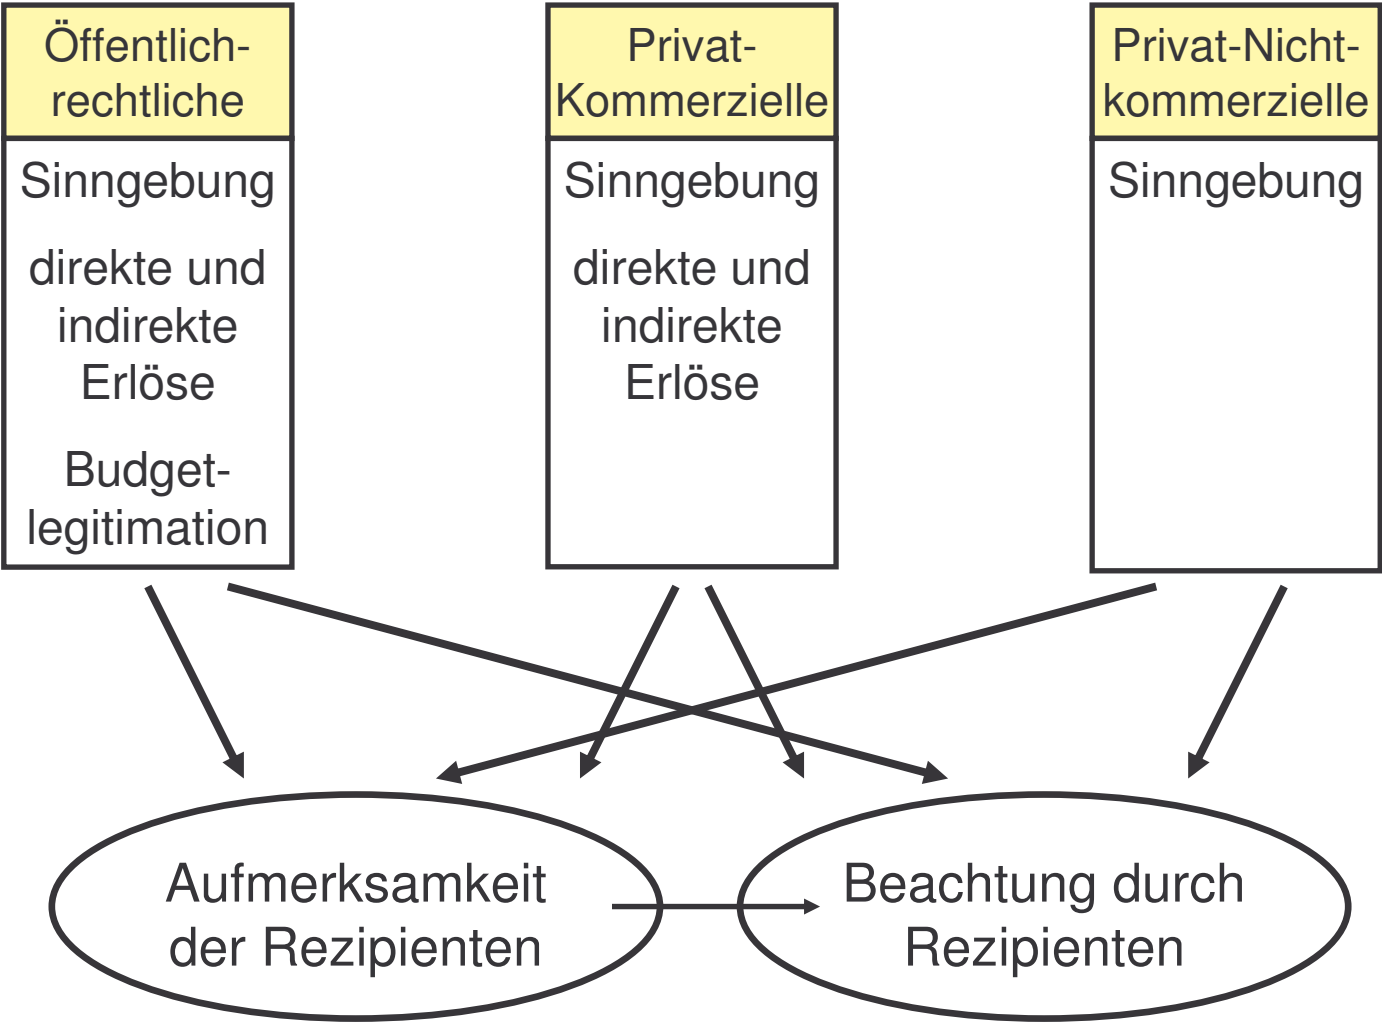 Öffentlich-
rechtliche
Sinngebung
direkte und
indirekte
Erlöse
Budget-
legitimation
Privat-
Kommerzielle
Sinngebung
direkte und
indirekte
Erlöse
Privat-Nicht-
kommerzielle
Sinngebung
Aufmerksamkeit
der Rezipienten
Beachtung durch
Rezipienten